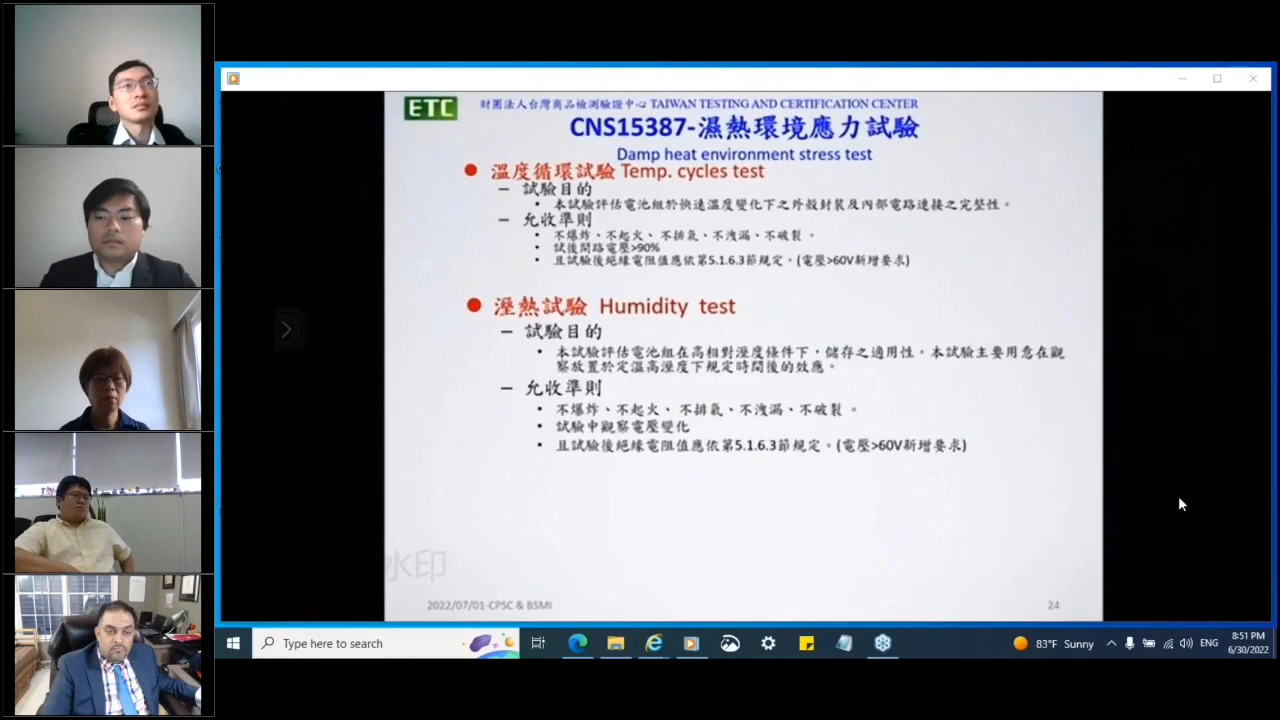 ETC 財團法人台灣商品檢測驗證中心 TAIWAN TESTING AND CERTIFICATION CENTER
CNS15387-濕熱環境應力試驗
Damp heat environment stress test
● 溫度循環試驗 Temp. cycles test
– 試驗目的
• 本試驗評估電池組於快速溫度變化下之外殼封裝及內部電路連接之完整性。
– 允收準則
• 不爆炸、不起火、不排氣、不洩漏、不破裂 。
• 試後開路電壓>90%
• 且試驗後絕緣電阻值應依第5.1.6.3節規定。(電壓>60V新增要求)
● 溼熱試驗 Humidity test
– 試驗目的
• 本試驗評估電池組在高相對溼度條件下，儲存之適用性。本試驗主要用意在觀
察放置於定溫高溼度下規定時間後的效應。
– 允收準則
• 不爆炸、不起火、不排氣、不洩漏、不破裂 。
• 試驗中觀察電壓變化
• 且試驗後絕緣電阻值應依第5.1.6.3節規定。(電壓>60V新增要求)
水印
2022/07/01-CPSC & BSMI
24
Type here to search
83°F Sunny
ENG
8:51 PM
6/30/2022